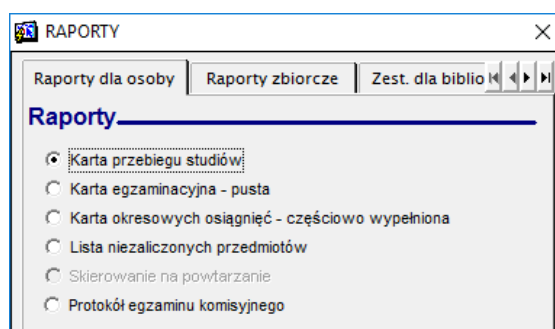 RAPORTY
Raporty dla osoby Raporty zbiorcze Zest. dla biblio
Raporty
Karta przebiegu studiów
Karta egzaminacyjna - pusta
Karta okresowych osiągnięć - częściowo wypełniona
Lista niezaliczonych przedmiotów
Skierowanie na powtarzanie
Protokół egzaminu komisyjnego